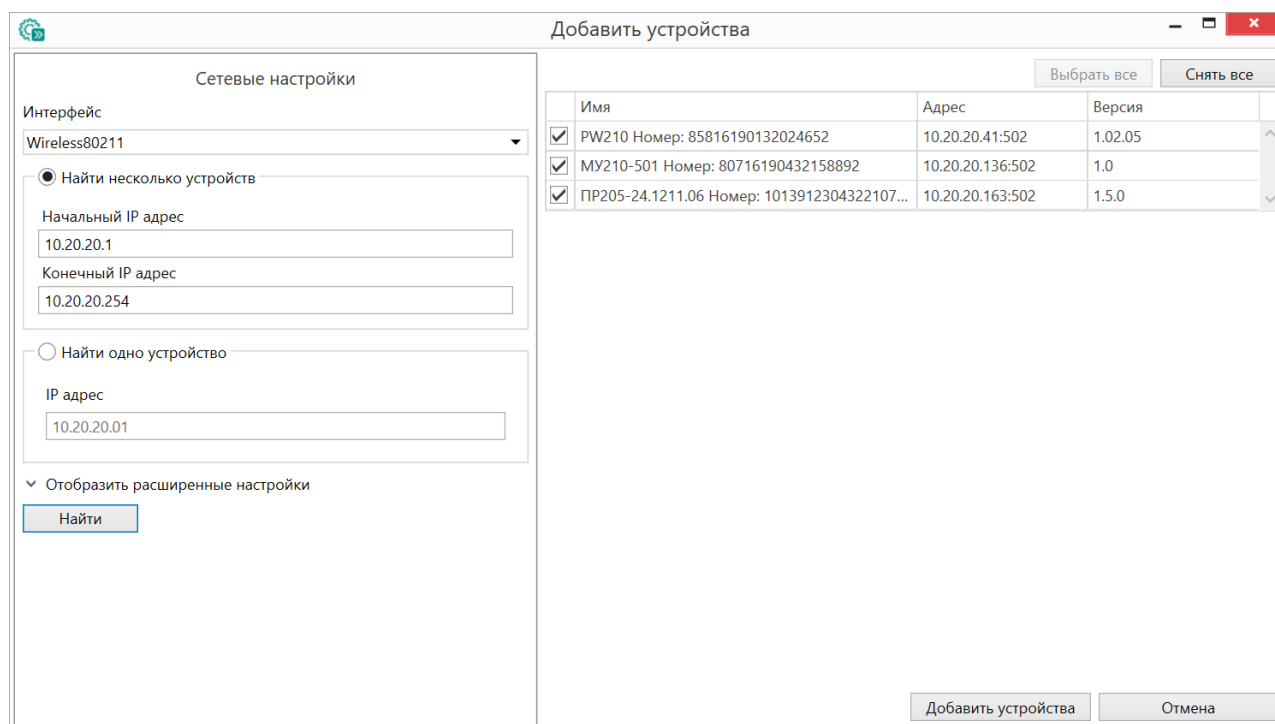 Добавить устройства
Сетевые настройки
Интерфейс
Wireless80211
Найти несколько устройств
Начальный IP адрес
10.20.20.1
Конечный IP адрес
10.20.20.254
Найти одно устройство
IP адрес
10.20.20.01
Отобразить расширенные настройки
Найти
Выбрать все Снять все
Имя Адрес Версия
PW210 Номер: 85816190132024652 10.20.20.41:502 1.02.05
МУ210-501 Номер: 80716190432158892 10.20.20.136:502 1.0
ПР205-24.1211.06 Номер: 1013912304322107... 10.20.20.163:502 1.5.0
Добавить устройства Отмена